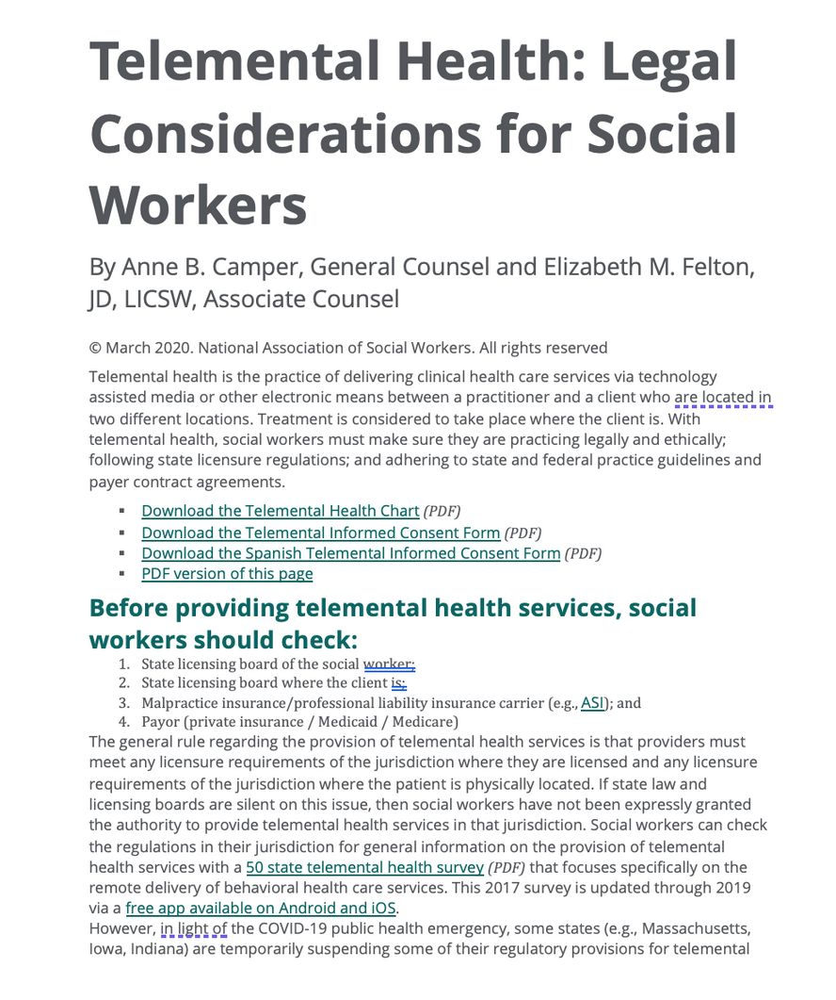 Telemental Health: Legal
Considerations for Social
Workers
By Anne B. Camper, General Counsel and Elizabeth M. Felton,
JD, LICSW, Associate Counsel
© March 2020. National Association of Social Workers. All rights reserved
Telemental health is the practice of delivering clinical health care services via technology
assisted media or other electronic means between a practitioner and a client who are located in
two different locations. Treatment is considered to take place where the client is. With
telemental health, social workers must make sure they are practicing legally and ethically;
following state licensure regulations; and adhering to state and federal practice guidelines and
payer contract agreements.
▪ Download the Telemental Health Chart (PDF)
▪ Download the Telemental Informed Consent Form (PDF)
▪ Download the Spanish Telemental Informed Consent Form (PDF)
▪ PDF version of this page
Before providing telemental health services, social
workers should check:
1. State licensing board of the social worker;
2. State licensing board where the client is;
3. Malpractice insurance/professional liability insurance carrier (e.g., ASI); and
4. Payor (private insurance / Medicaid / Medicare)
The general rule regarding the provision of telemental health services is that providers must
meet any licensure requirements of the jurisdiction where they are licensed and any licensure
requirements of the jurisdiction where the patient is physically located. If state law and
licensing boards are silent on this issue, then social workers have not been expressly granted
the authority to provide telemental health services in that jurisdiction. Social workers can check
the regulations in their jurisdiction for general information on the provision of telemental
health services with a 50 state telemental health survey (PDF) that focuses specifically on the
remote delivery of behavioral health care services. This 2017 survey is updated through 2019
via a free app available on Android and iOS.
However, in light of the COVID-19 public health emergency, some states (e.g., Massachusetts,
Iowa, Indiana) are temporarily suspending some of their regulatory provisions for telemental